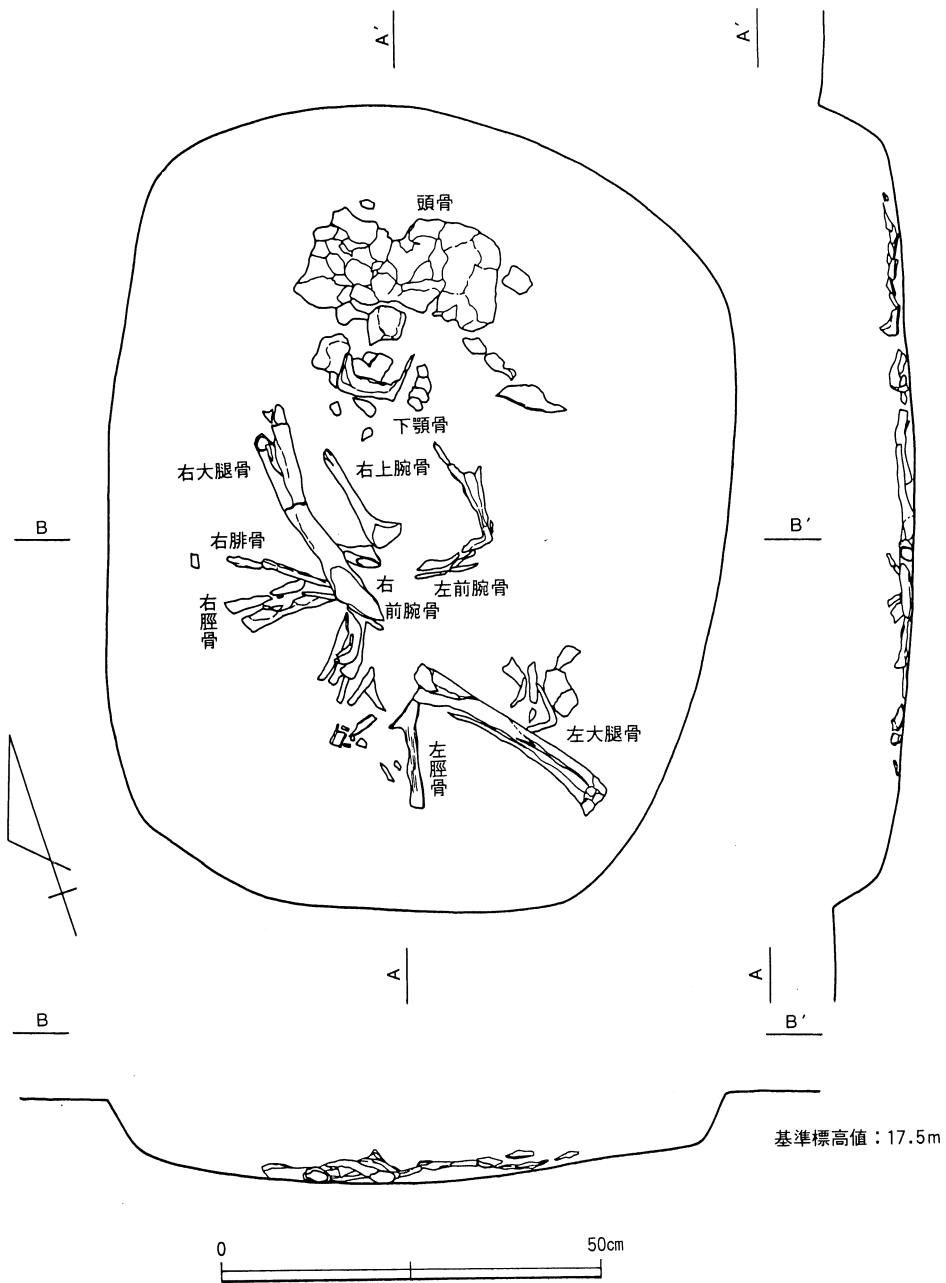 A′
A′
頭骨
下顎骨
右大腿骨
右上腕骨
B
B′
右腓骨
右
前腕骨
左前腕骨
右脛骨
左大腿骨
左脛骨
A
A
B
B′
基準標高値：17.5m
0
50cm